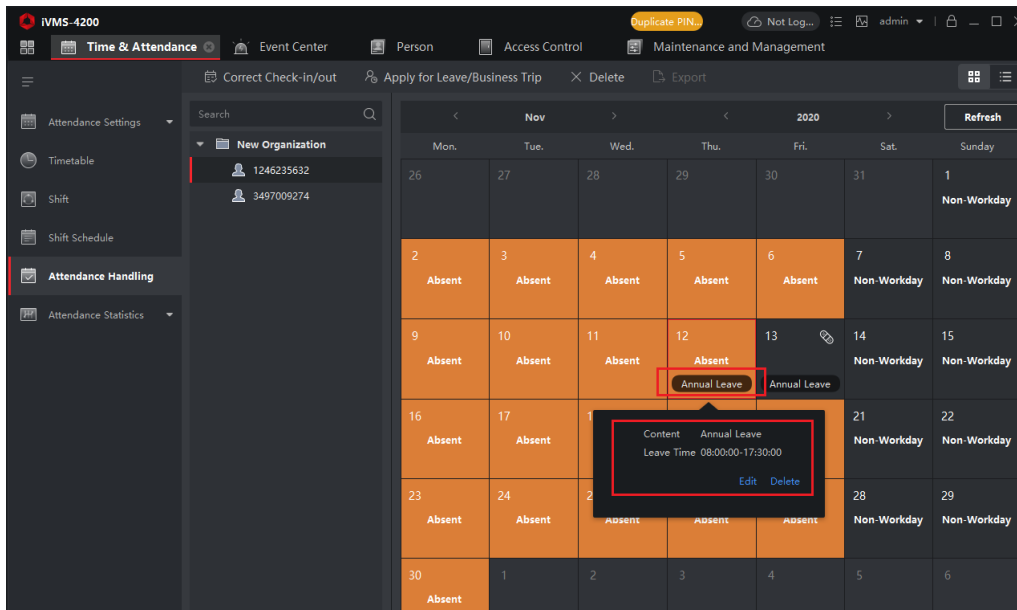 iVMS-4200 Duplicate PIN... Not Log... admin
Time & Attendance Event Center Person Access Control Maintenance and Management
Correct Check-in/out Apply for Leave/Business Trip Delete Export
Search
Attendance Settings
Timetable
Shift
Shift Schedule
Attendance Handling
Attendance Statistics
New Organization
1246235632
3497009274
Nov 2020 Refresh
Mon. Tue. Wed. Thu. Fri. Sat. Sunday
26 27 28 29 30 31 1
Non-Workday
2 3 4 5 6 7 8
Absent Absent Absent Absent Absent Non-Workday Non-Workday
9 10 11 12 13 14 15
Absent Absent Absent Absent Non-Workday Non-Workday
Annual Leave Annual Leave
16 17 1 21 22
Absent Absent Non-Workday Non-Workday
Content Annual Leave
Leave Time 08:00:00-17:30:00
Edit Delete
23 24 2 28 29
Absent Absent Absent Absent Absent Non-Workday Non-Workday
30 1 2 3 4 5 6
Absent